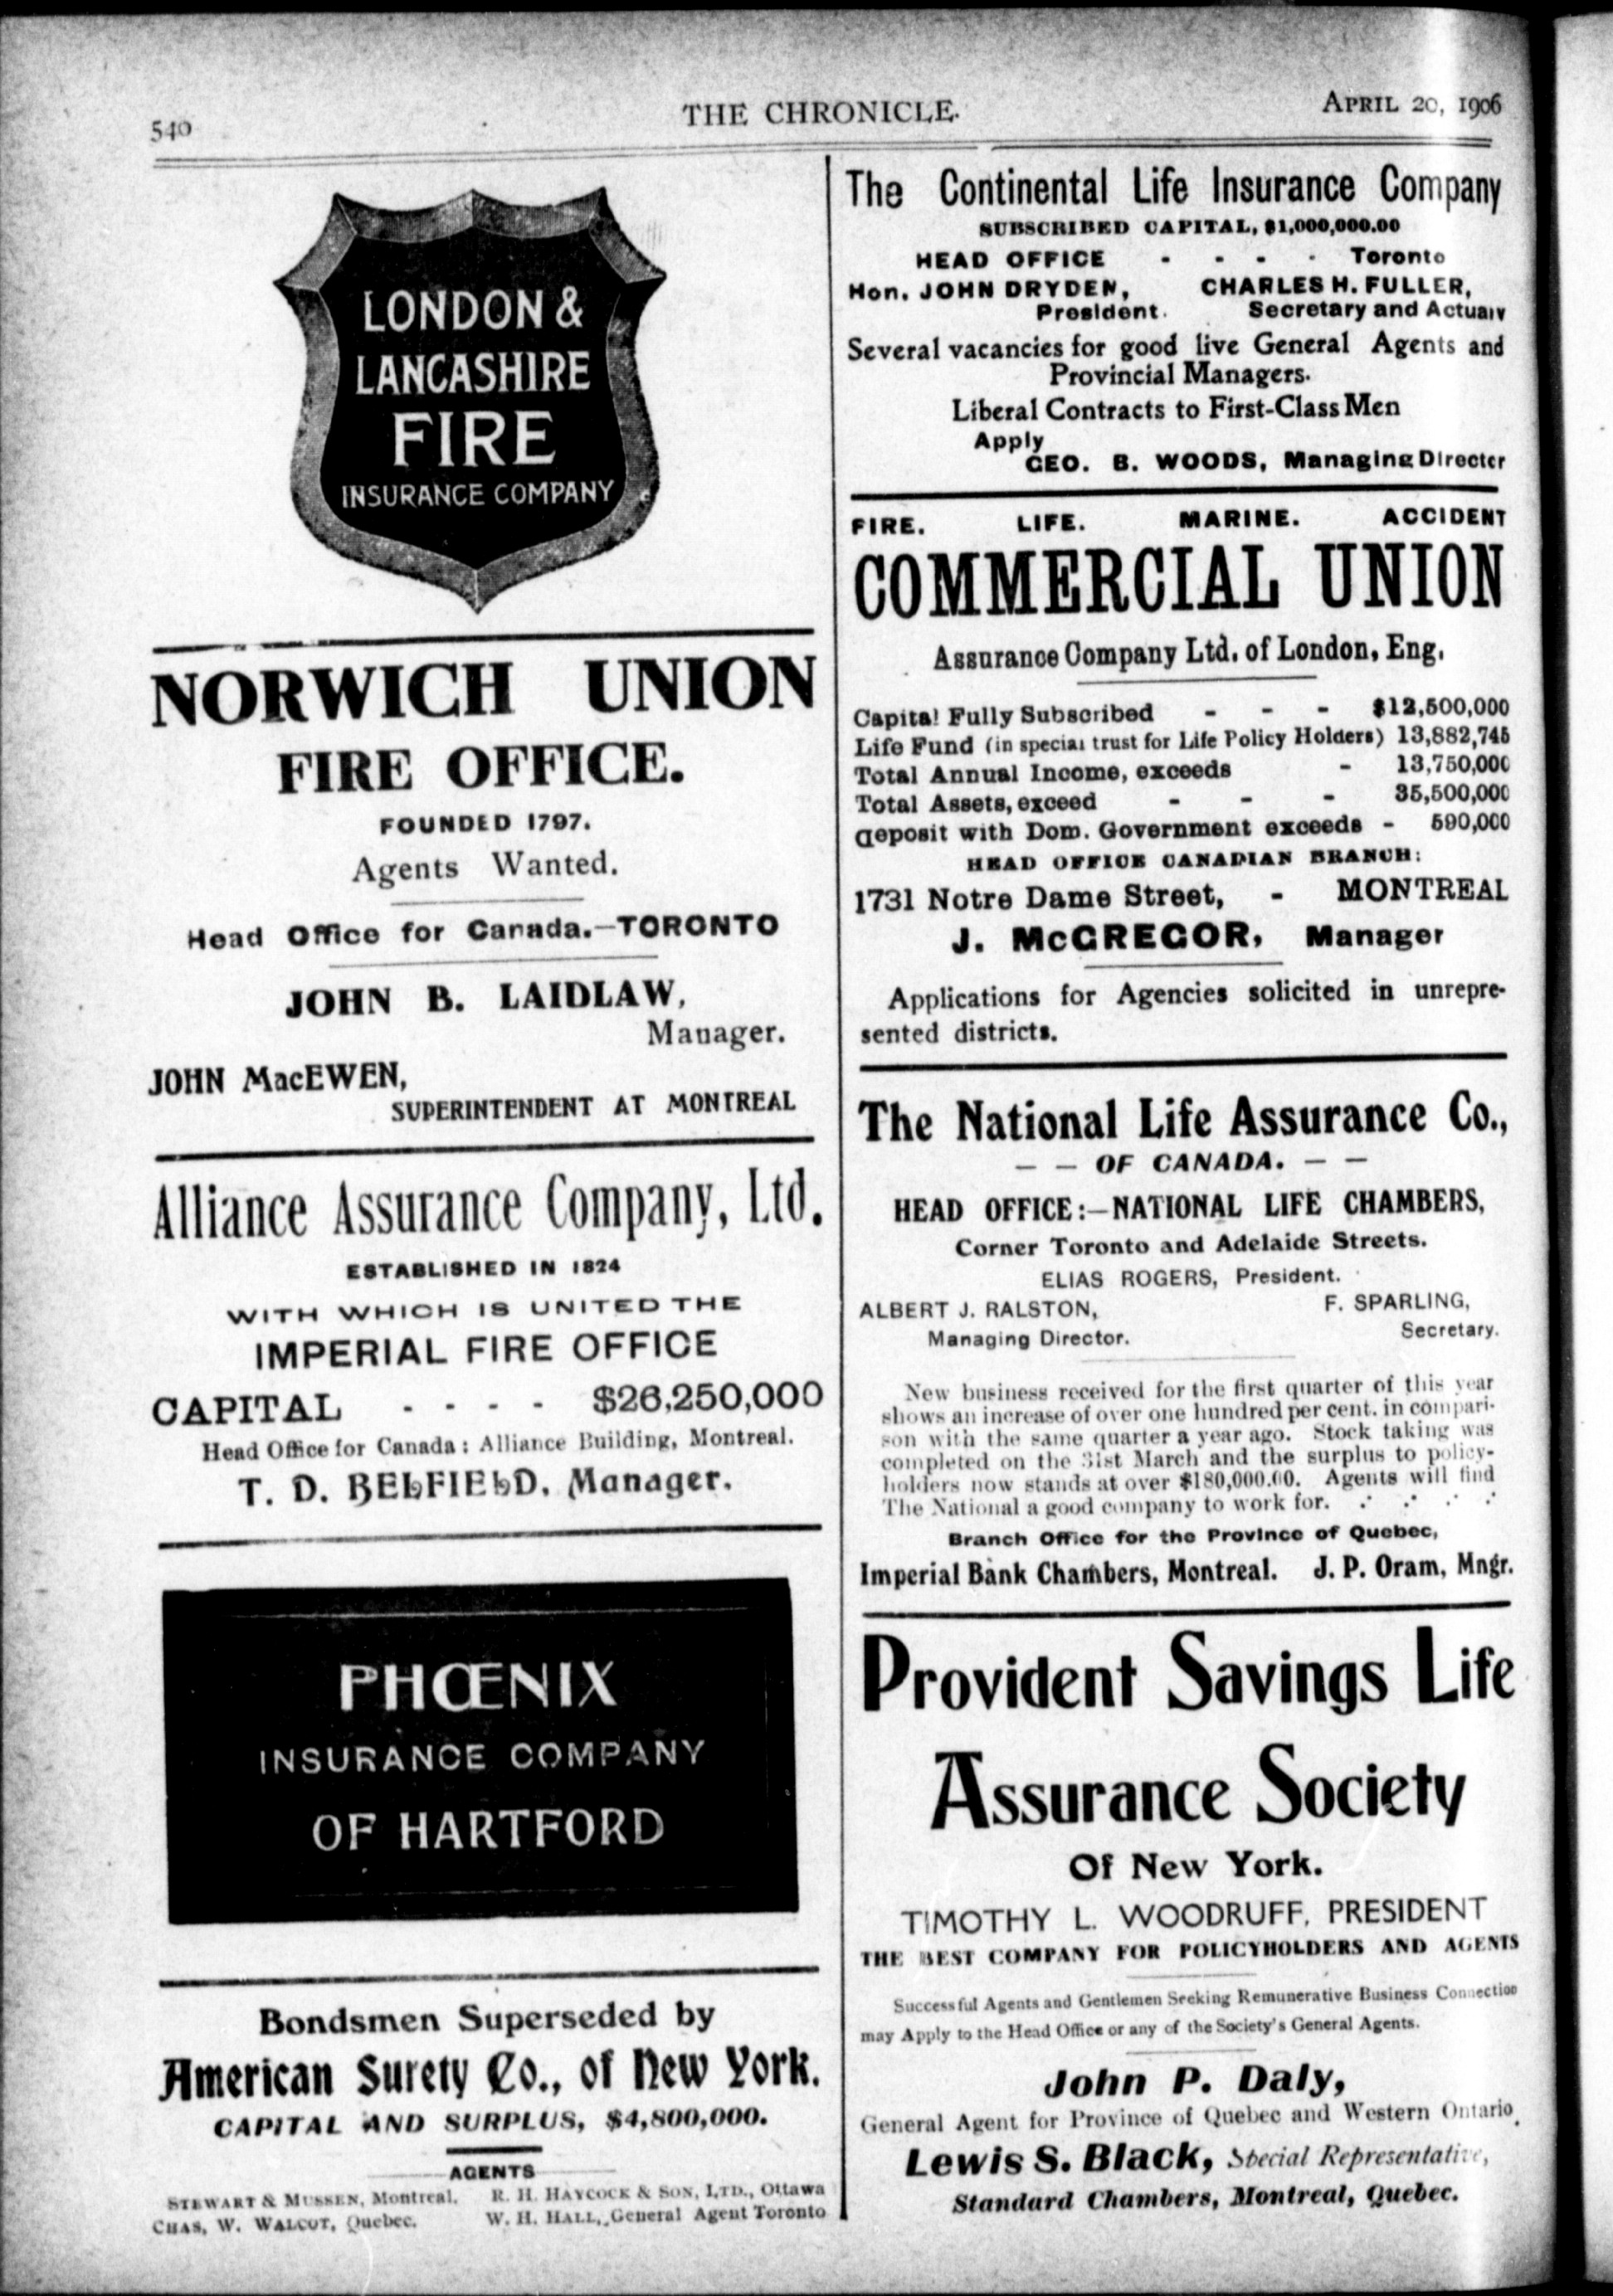 540
THE CHRONICLE.
APRIL 20, 1906
LONDON &
LANCASHIRE
FIRE
INSURANCE COMPANY
NORWICH UNION
FIRE OFFICE.
FOUNDED 1797.
Agents Wanted.
Head Office for Canada.—TORONTO
JOHN B. LAIDLAW,
Manager.
JOHN MacEWEN,
SUPERINTENDENT AT MONTREAL
Alliance Assurance Company, Ltd.
ESTABLISHED IN 1824
WITH WHICH IS UNITED THE
IMPERIAL FIRE OFFICE
CAPITAL - - - - $26,250,000
Head Office for Canada: Alliance Building, Montreal.
T. D. BELFIELD, Manager.
PHŒNIX
INSURANCE COMPANY
OF HARTFORD
Bondsmen Superseded by
American Surety Co., of New York.
CAPITAL AND SURPLUS, $4,800,000.
AGENTS
STEWART & MUSSEN, Montreal. R. H. HAYCOCK & SON, LTD., Ottawa
CHAS, W. WALCOT, Quebec. W. H. HALL, General Agent Toronto
The Continental Life Insurance Company
SUBSCRIBED CAPITAL, $1,000,000.00
HEAD OFFICE - - - - Toronto
Hon. JOHN DRYDEN, CHARLES H. FULLER,
President. Secretary and Actuary
Several vacancies for good live General Agents and
Provincial Managers.
Liberal Contracts to First-Class Men
Apply
GEO. B. WOODS, Managing Director
FIRE. LIFE. MARINE. ACCIDENT
COMMERCIAL UNION
Assurance Company Ltd. of London, Eng.
Capital Fully Subscribed - - - $12,500,000
Life Fund (in special trust for Life Policy Holders) 13,882,745
Total Annual Income, exceeds - 13,750,000
Total Assets, exceed - - - 35,500,000
deposit with Dom. Government exceeds - 590,000
HEAD OFFICE CANADIAN BRANCH:
1731 Notre Dame Street, - MONTREAL
J. McGREGOR, Manager
Applications for Agencies solicited in unrepre-
sented districts.
The National Life Assurance Co.,
— — OF CANADA. — —
HEAD OFFICE:—NATIONAL LIFE CHAMBERS,
Corner Toronto and Adelaide Streets.
ELIAS ROGERS, President.
ALBERT J. RALSTON, F. SPARLING,
Managing Director. Secretary.
New business received for the first quarter of this year
shows an increase of over one hundred per cent. in compari-
son with the same quarter a year ago. Stock taking was
completed on the 31st March and the surplus to policy-
holders now stands at over $180,000.00. Agents will find
The National a good company to work for.
Branch Office for the Province of Quebec,
Imperial Bank Chambers, Montreal. J. P. Oram, Mngr.
Provident Savings Life
Assurance Society
Of New York.
TIMOTHY L. WOODRUFF, PRESIDENT
THE BEST COMPANY FOR POLICYHOLDERS AND AGENTS
Successful Agents and Gentlemen Seeking Remunerative Business Connection
may Apply to the Head Office or any of the Society's General Agents.
John P. Daly,
General Agent for Province of Quebec and Western Ontario.
Lewis S. Black, Special Representative,
Standard Chambers, Montreal, Quebec.